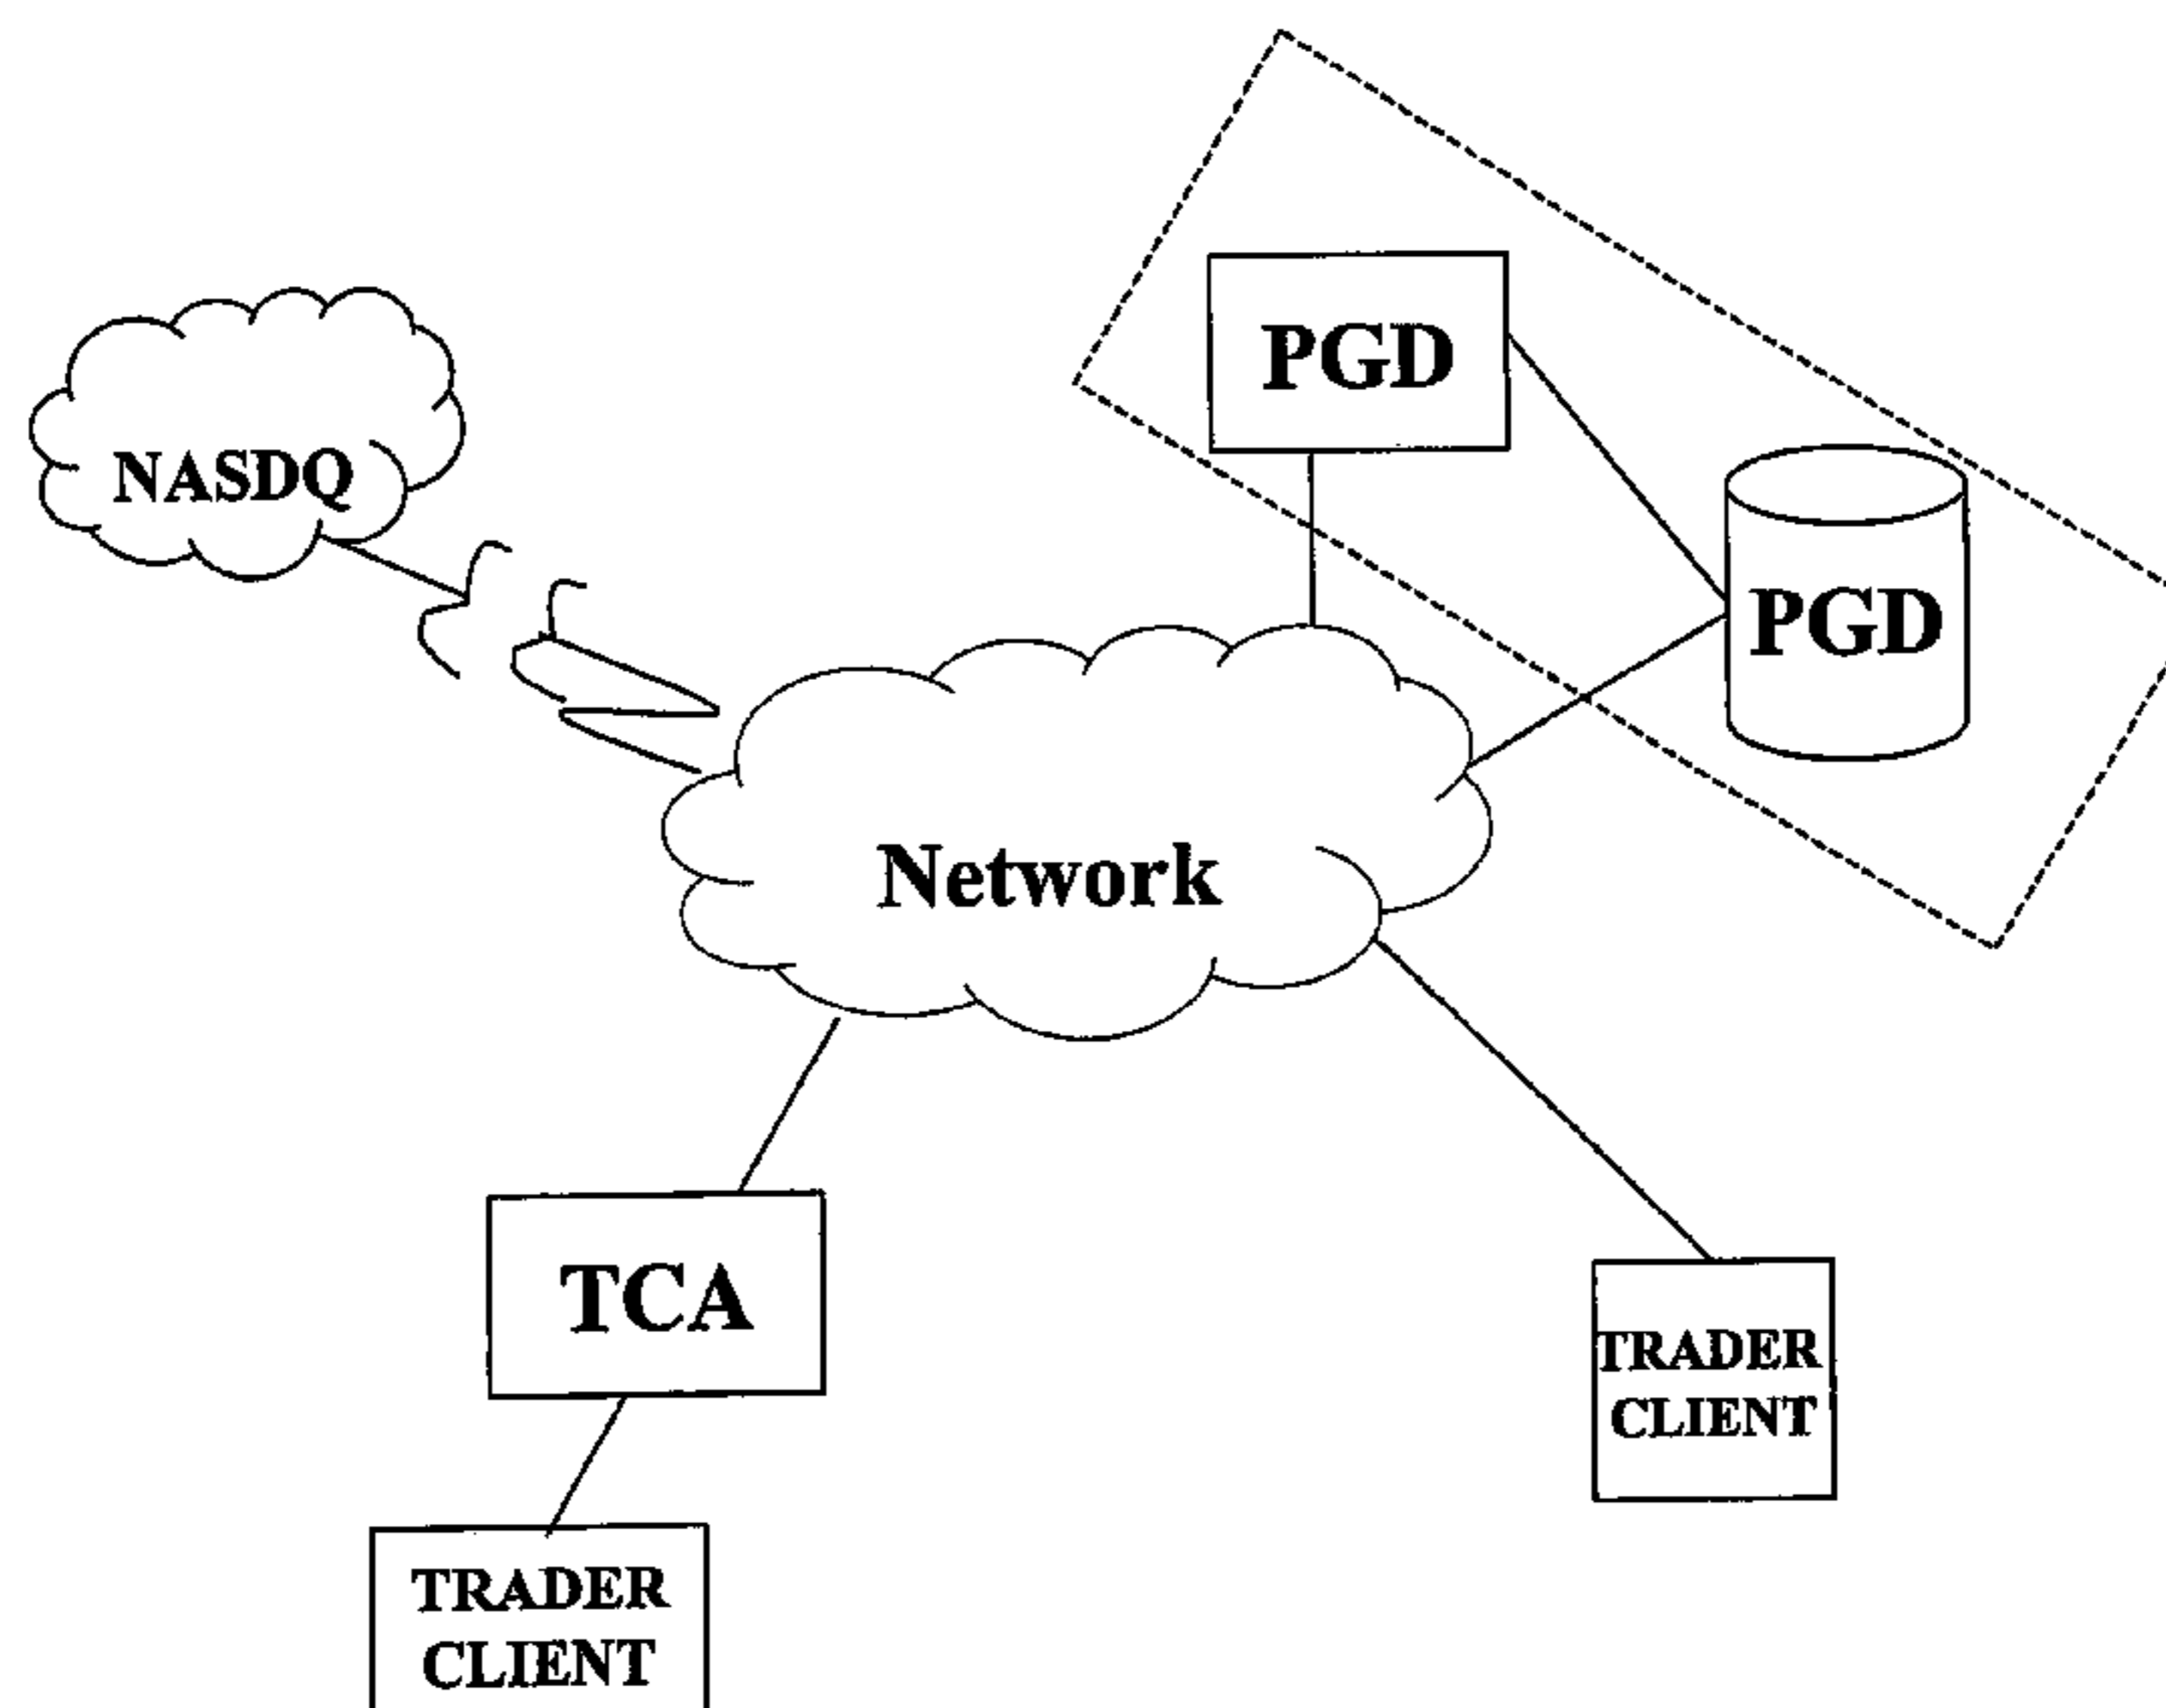 PGD
NASDQ
PGD
Network
TCA
TRADER
CLIENT
TRADER
CLIENT